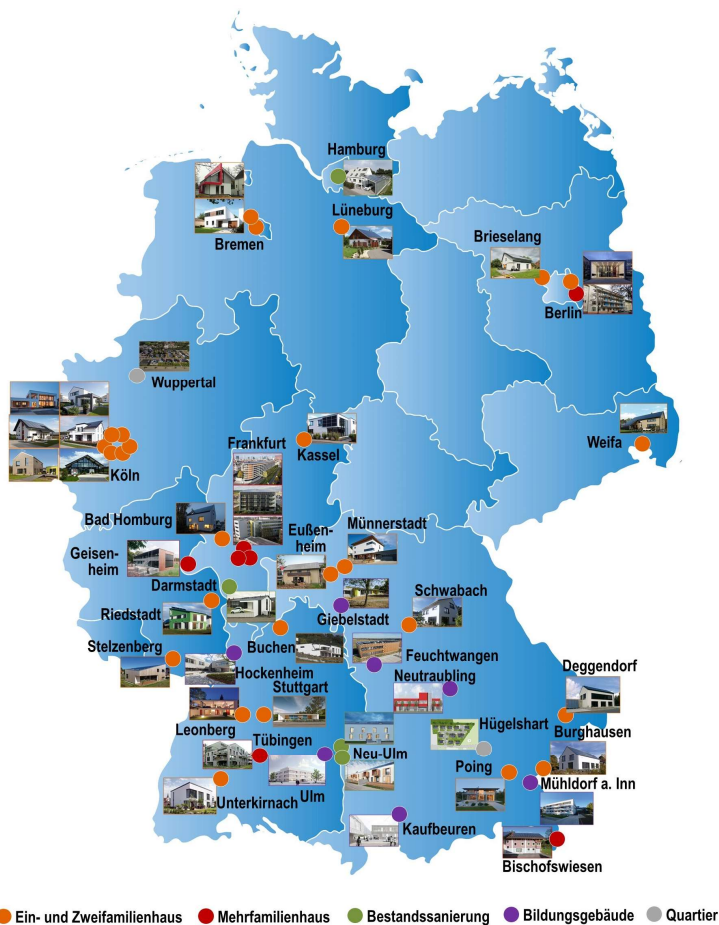 Hamburg
Lüneburg
Bremen
Brieselang
Berlin
Wuppertal
Köln
Frankfurt
Kassel
Weifa
Bad Homburg
Eußen-
heim
Münnerstadt
Geisen-
heim
Darmstadt
Riedstadt
Giebelstadt
Schwabach
Stelzenberg
Buchen
Hockenheim
Feuchtwangen
Neutraubling
Stuttgart
Deggendorf
Leonberg
Hügelshart
Burghausen
Tübingen
Neu-Ulm
Poing
Mühldorf a. Inn
Ulm
Unterkirnach
Kaufbeuren
Bischofswiesen
Ein- und Zweifamilienhaus
Mehrfamilienhaus
Bestandssanierung
Bildungsgebäude
Quartier